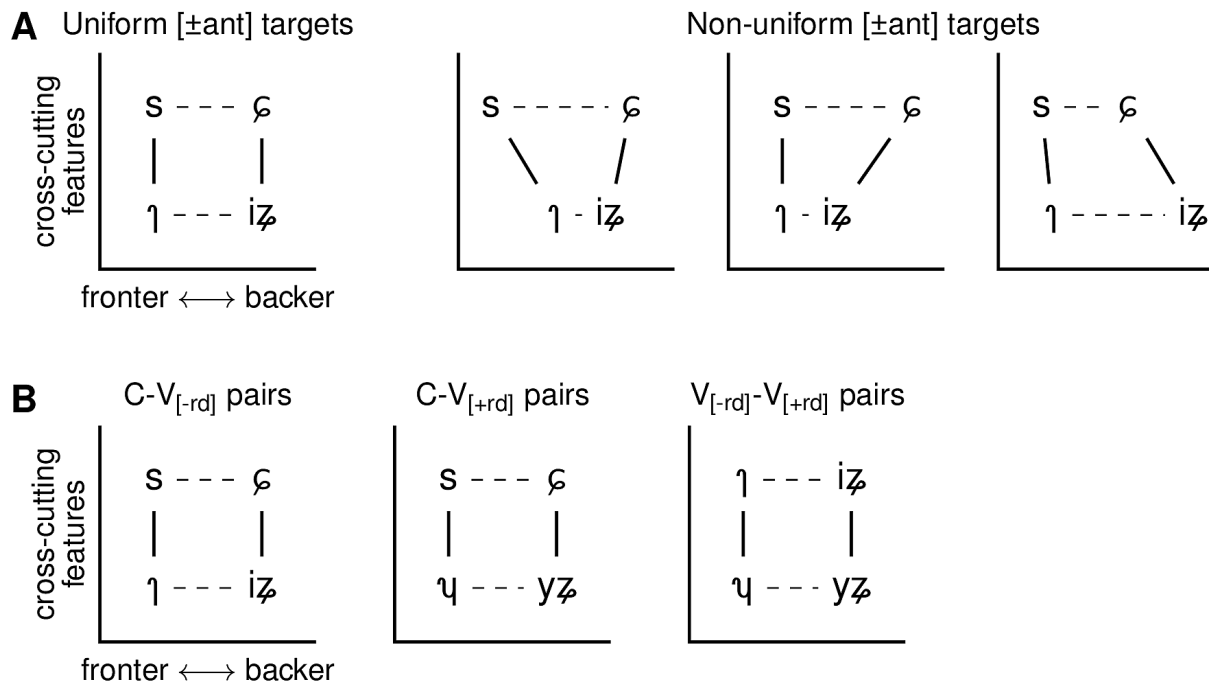 A Uniform [±ant] targets Non-uniform [±ant] targets
cross-cutting
features
s ɕ s ɕ s ɕ s ɕ
ʅ iʑ ʅ iʑ ʅ iʑ ʅ iʑ
fronter ⟷ backer
B C-V[-rd] pairs C-V[+rd] pairs V[-rd]-V[+rd] pairs
cross-cutting
features
s ɕ s ɕ ɿ iʑ
ɿ iʑ ʮ yʑ ʮ yʑ
fronter ⟷ backer